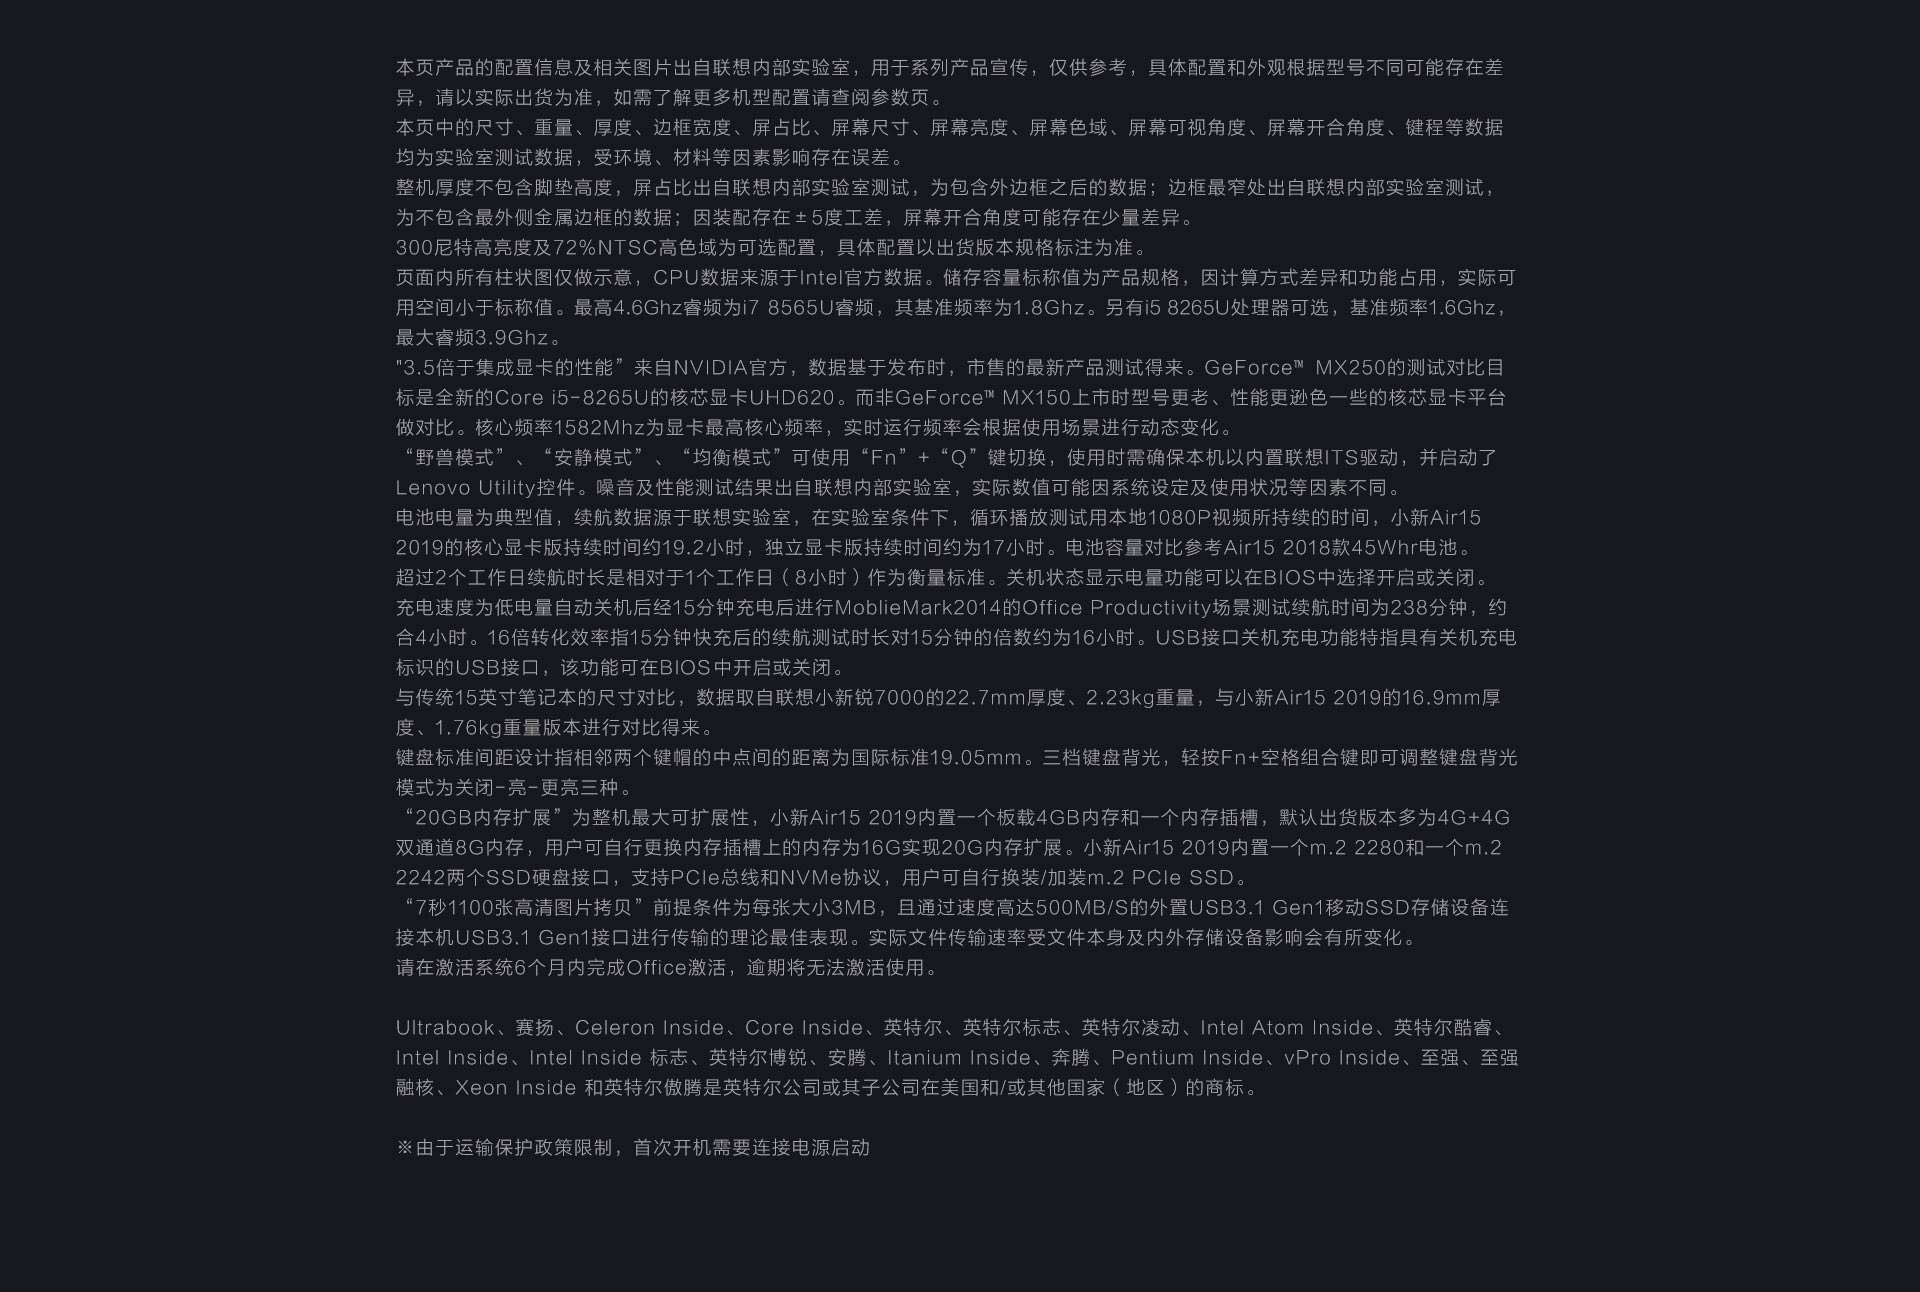 本页产品的配置信息及相关图片出自联想内部实验室，用于系列产品宣传，仅供参考，具体配置和外观根据型号不同可能存在差
异，请以实际出货为准，如需了解更多机型配置请查阅参数页。
本页中的尺寸、重量、厚度、边框宽度、屏占比、屏幕尺寸、屏幕亮度、屏幕色域、屏幕可视角度、屏幕开合角度、键程等数据
均为实验室测试数据，受环境、材料等因素影响存在误差。
整机厚度不包含脚垫高度，屏占比出自联想内部实验室测试，为包含外边框之后的数据；边框最窄处出自联想内部实验室测试，
为不包含最外侧金属边框的数据；因装配存在±5度工差，屏幕开合角度可能存在少量差异。
300尼特高亮度及72%NTSC高色域为可选配置，具体配置以出货版本规格标注为准。
页面内所有柱状图仅做示意，CPU数据来源于Intel官方数据。储存容量标称值为产品规格，因计算方式差异和功能占用，实际可
用空间小于标称值。最高4.6Ghz睿频为i7 8565U睿频，其基准频率为1.8Ghz。另有i5 8265U处理器可选，基准频率1.6Ghz，
最大睿频3.9Ghz。
"3.5倍于集成显卡的性能”来自NVIDIA官方，数据基于发布时，市售的最新产品测试得来。GeForce™ MX250的测试对比目
标是全新的Core i5-8265U的核芯显卡UHD620。而非GeForce™ MX150上市时型号更老、性能更逊色一些的核芯显卡平台
做对比。核心频率1582Mhz为显卡最高核心频率，实时运行频率会根据使用场景进行动态变化。
“野兽模式”、“安静模式”、“均衡模式”可使用“Fn”+“Q”键切换，使用时需确保本机以内置联想ITS驱动，并启动了
Lenovo Utility控件。噪音及性能测试结果出自联想内部实验室，实际数值可能因系统设定及使用状况等因素不同。
电池电量为典型值，续航数据源于联想实验室，在实验室条件下，循环播放测试用本地1080P视频所持续的时间，小新Air15
2019的核心显卡版持续时间约19.2小时，独立显卡版持续时间约为17小时。电池容量对比参考Air15 2018款45Whr电池。
超过2个工作日续航时长是相对于1个工作日（8小时）作为衡量标准。关机状态显示电量功能可以在BIOS中选择开启或关闭。
充电速度为低电量自动关机后经15分钟充电后进行MoblieMark2014的Office Productivity场景测试续航时间为238分钟，约
合4小时。16倍转化效率指15分钟快充后的续航测试时长对15分钟的倍数约为16小时。USB接口关机充电功能特指具有关机充电
标识的USB接口，该功能可在BIOS中开启或关闭。
与传统15英寸笔记本的尺寸对比，数据取自联想小新锐7000的22.7mm厚度、2.23kg重量，与小新Air15 2019的16.9mm厚
度、1.76kg重量版本进行对比得来。
键盘标准间距设计指相邻两个键帽的中点间的距离为国际标准19.05mm。三档键盘背光，轻按Fn+空格组合键即可调整键盘背光
模式为关闭-亮-更亮三种。
“20GB内存扩展”为整机最大可扩展性，小新Air15 2019内置一个板载4GB内存和一个内存插槽，默认出货版本多为4G+4G
双通道8G内存，用户可自行更换内存插槽上的内存为16G实现20G内存扩展。小新Air15 2019内置一个m.2 2280和一个m.2
2242两个SSD硬盘接口，支持PCIe总线和NVMe协议，用户可自行换装/加装m.2 PCIe SSD。
“7秒1100张高清图片拷贝”前提条件为每张大小3MB，且通过速度高达500MB/S的外置USB3.1 Gen1移动SSD存储设备连
接本机USB3.1 Gen1接口进行传输的理论最佳表现。实际文件传输速率受文件本身及内外存储设备影响会有所变化。
请在激活系统6个月内完成Office激活，逾期将无法激活使用。
Ultrabook、赛扬、Celeron Inside、Core Inside、英特尔、英特尔标志、英特尔凌动、Intel Atom Inside、英特尔酷睿、
Intel Inside、Intel Inside 标志、英特尔博锐、安腾、Itanium Inside、奔腾、Pentium Inside、vPro Inside、至强、至强
融核、Xeon Inside 和英特尔傲腾是英特尔公司或其子公司在美国和/或其他国家（地区）的商标。
※由于运输保护政策限制，首次开机需要连接电源启动